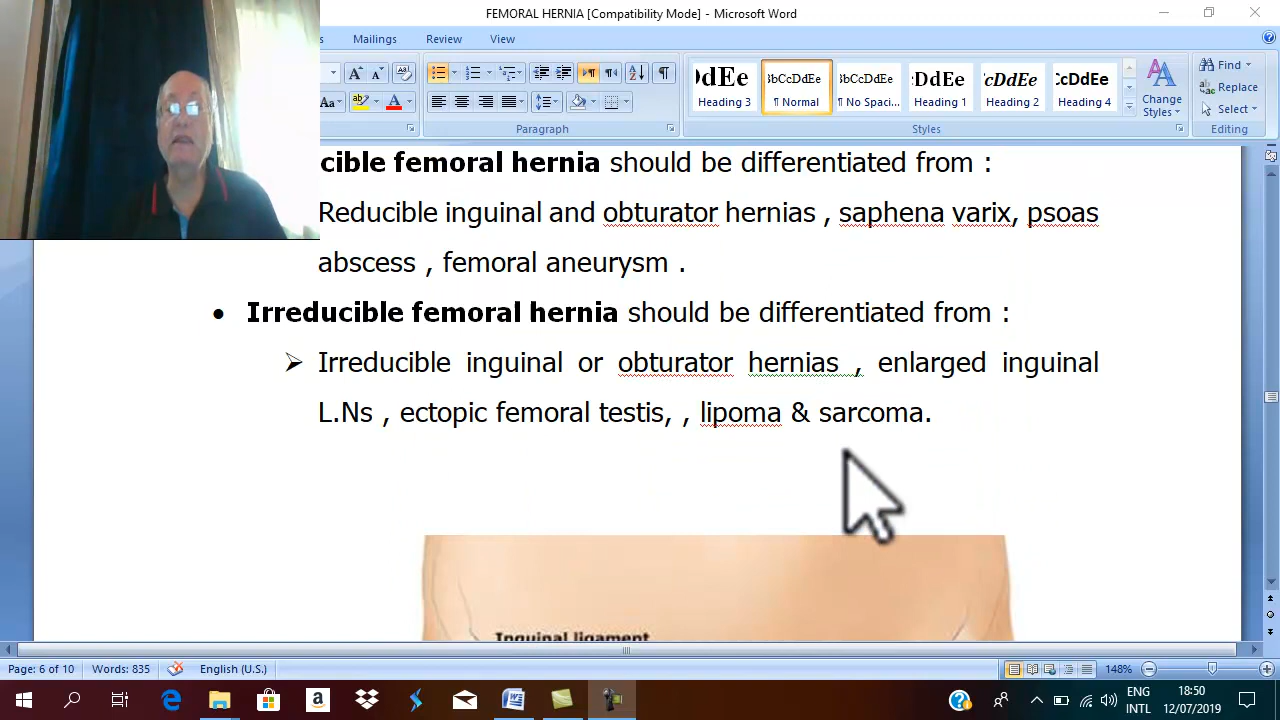 FEMORAL HERNIA [Compatibility Mode] - Microsoft Word
Mailings Review View
Heading 3 ¶ Normal ¶ No Spaci... Heading 1 Heading 2 Heading 4
Change Styles
Find
Replace
Select
Paragraph Styles Editing
cible femoral hernia should be differentiated from :
Reducible inguinal and obturator hernias , saphena varix, psoas
abscess , femoral aneurysm .
• Irreducible femoral hernia should be differentiated from :
➢ Irreducible inguinal or obturator hernias , enlarged inguinal
L.Ns , ectopic femoral testis, , lipoma & sarcoma.
Inguinal ligament
Page: 6 of 10 Words: 835 English (U.S.) 148%
ENG 18:50
INTL 12/07/2019